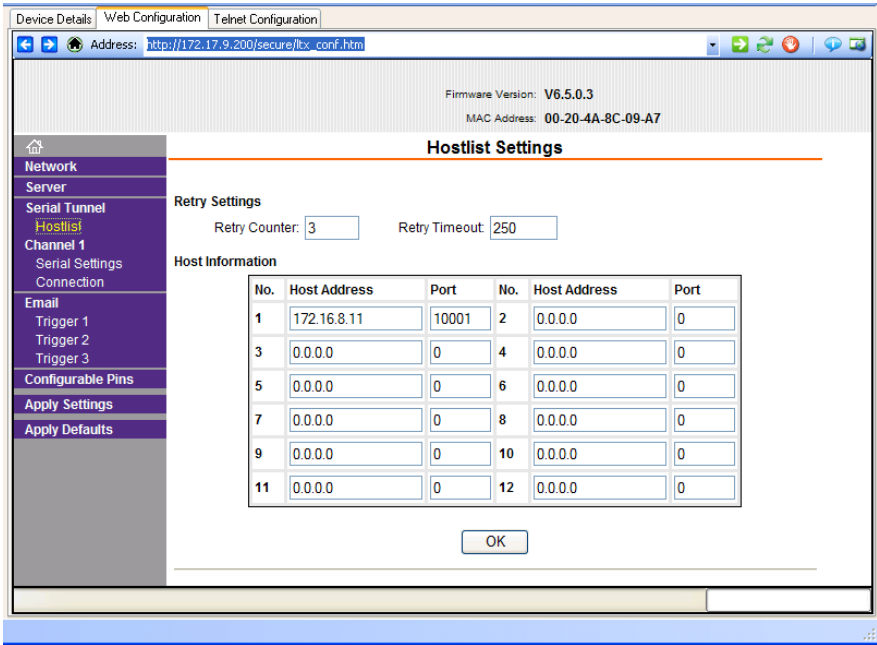 Device Details Web Configuration Telnet Configuration
Address: http://172.17.9.200/secure/ltx_conf.htm
Firmware Version: V6.5.0.3
MAC Address: 00-20-4A-8C-09-A7
Network
Server
Serial Tunnel
Hostlist
Channel 1
Serial Settings
Connection
Email
Trigger 1
Trigger 2
Trigger 3
Configurable Pins
Apply Settings
Apply Defaults
Hostlist Settings
Retry Settings
Retry Counter: 3 Retry Timeout: 250
Host Information
No. Host Address Port No. Host Address Port
1 172.16.8.11 10001 2 0.0.0.0 0
3 0.0.0.0 0 4 0.0.0.0 0
5 0.0.0.0 0 6 0.0.0.0 0
7 0.0.0.0 0 8 0.0.0.0 0
9 0.0.0.0 0 10 0.0.0.0 0
11 0.0.0.0 0 12 0.0.0.0 0
OK